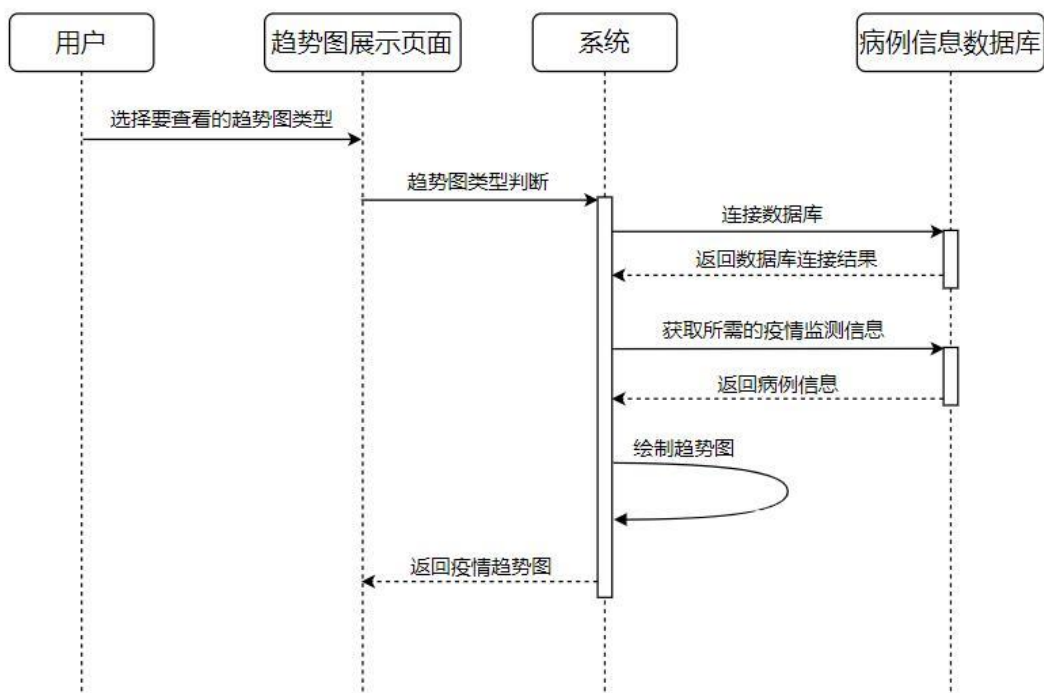 用户
趋势图展示页面
系统
病例信息数据库
选择要查看的趋势图类型
趋势图类型判断
连接数据库
返回数据库连接结果
获取所需的疫情监测信息
返回病例信息
绘制趋势图
返回疫情趋势图